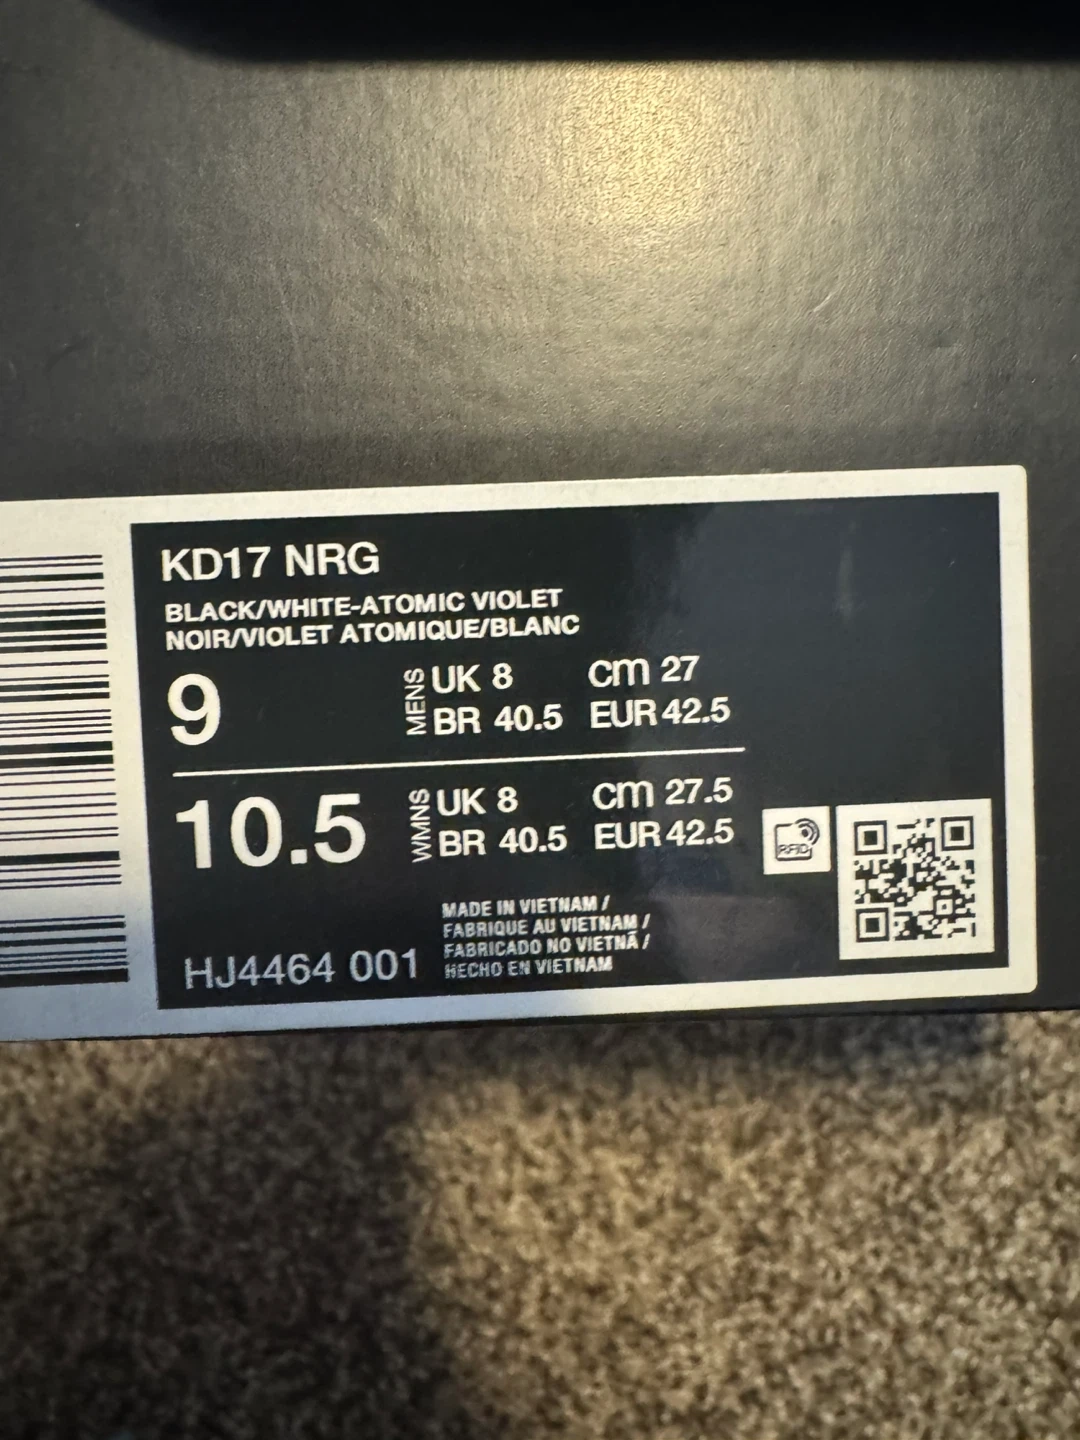 KD17 NRG
BLACK/WHITE-ATOMIC VIOLET
NOIR/VIOLET ATOMIQUE/BLANC
9 MENS UK 8 cm 27
BR 40.5 EUR 42.5
10.5 WMNS UK 8 cm 27.5
BR 40.5 EUR 42.5
RFID
MADE IN VIETNAM /
FABRIQUE AU VIETNAM /
FABRICADO NO VIETNÃ /
HECHO EN VIETNAM
HJ4464 001